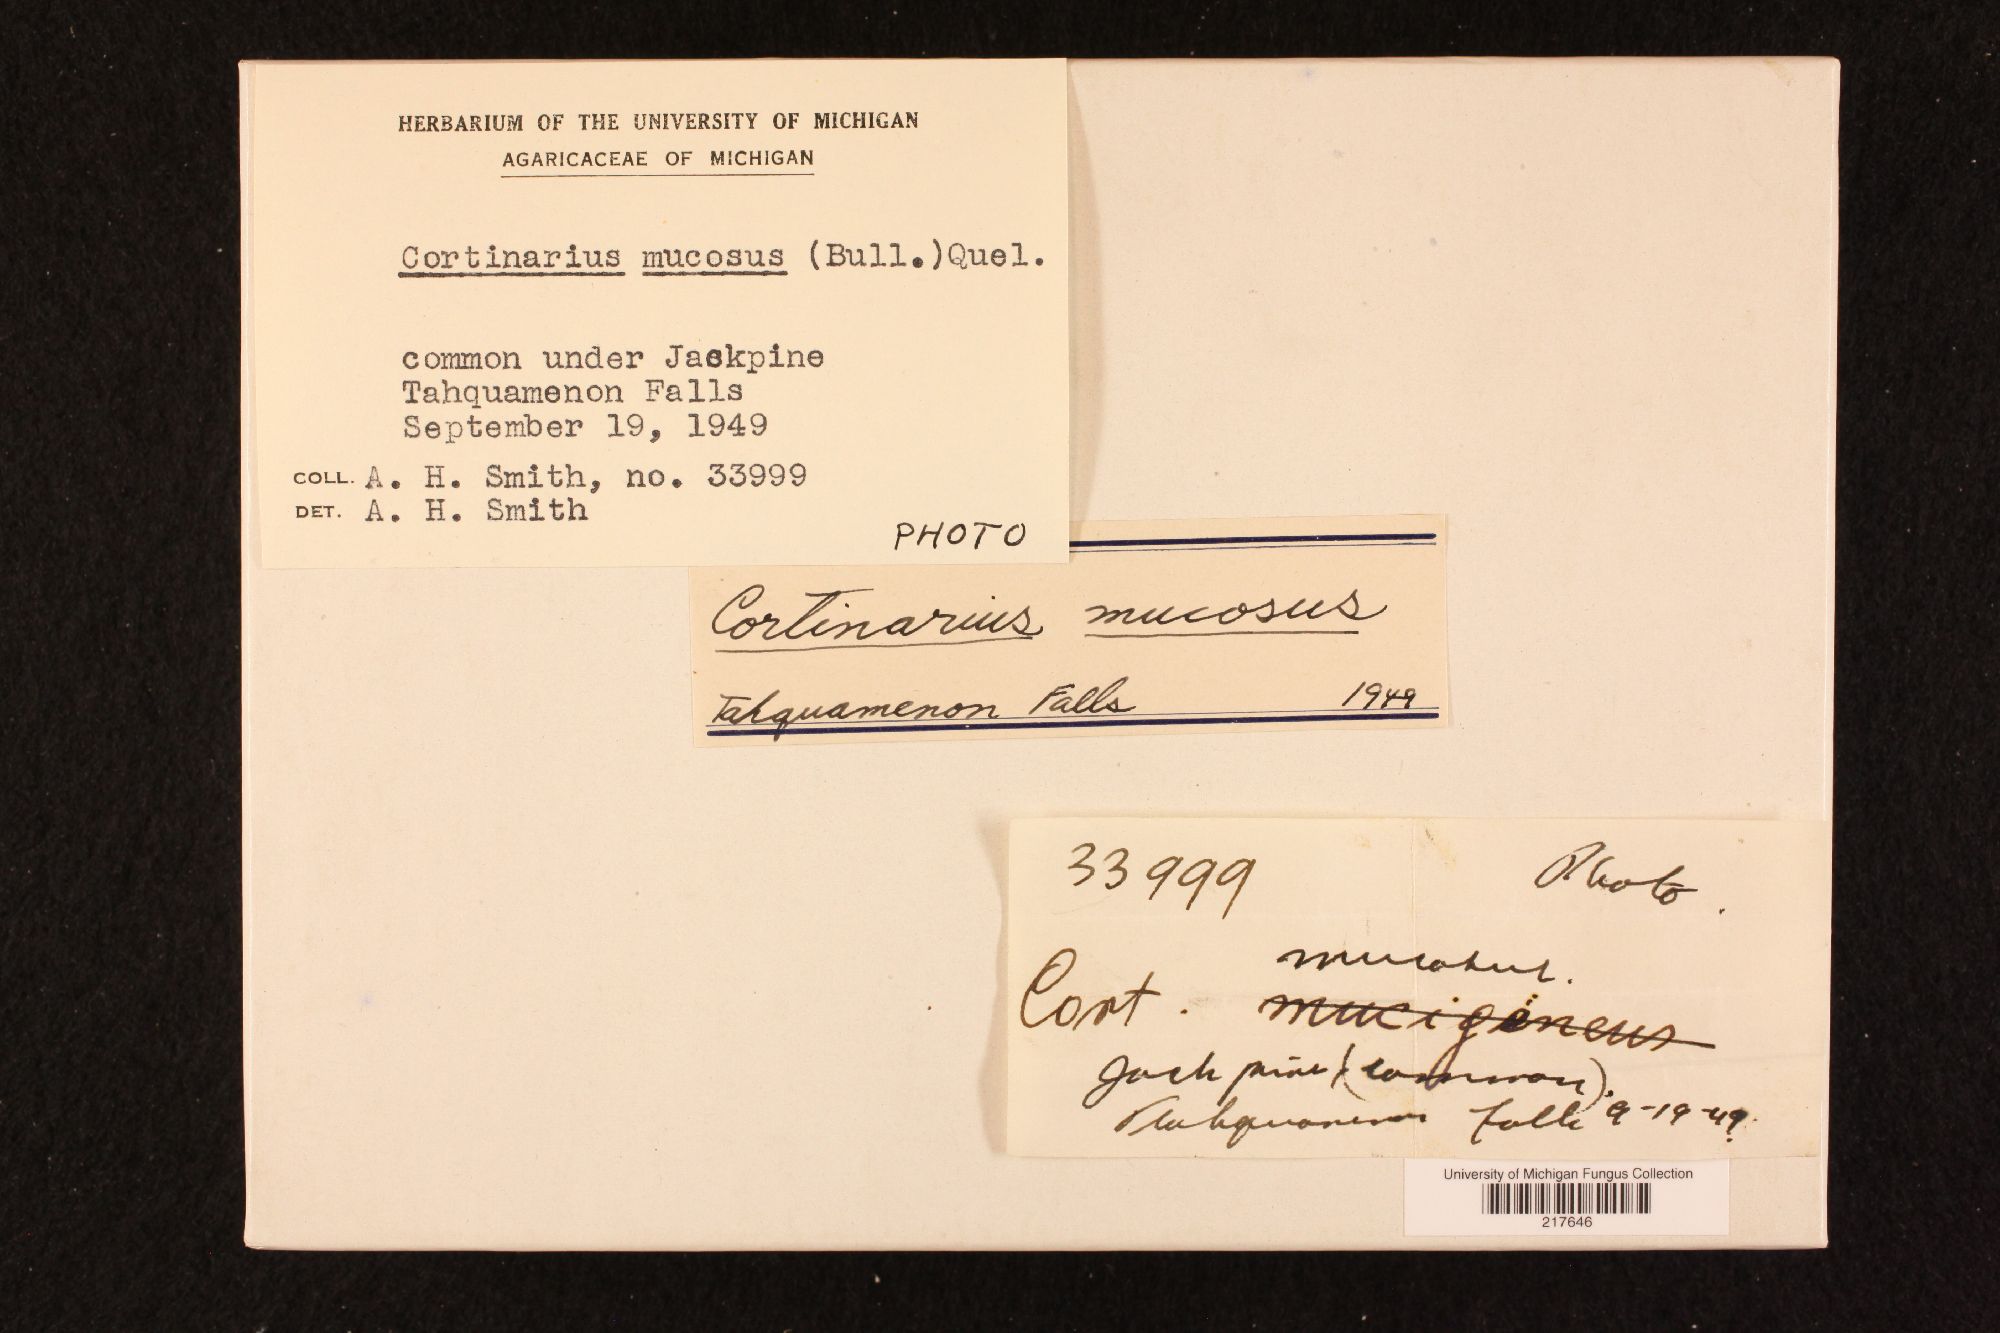 HERBARIUM OF THE UNIVERSITY OF MICHIGAN
AGARICACEAE OF MICHIGAN
Cortinarius mucosus (Bull.)Quel.
common under Jackpine
Tahquamenon Falls
September 19, 1949
COLL. A. H. Smith, no. 33999
DET. A. H. Smith
PHOTO
Cortinarius mucosus
Tahquamenon Falls 1949
33999 Photo.
mucosus.
Cort. mucigineus
Jack pine (common).
Tahquamenon Falls 9-19-49.
University of Michigan Fungus Collection
217646